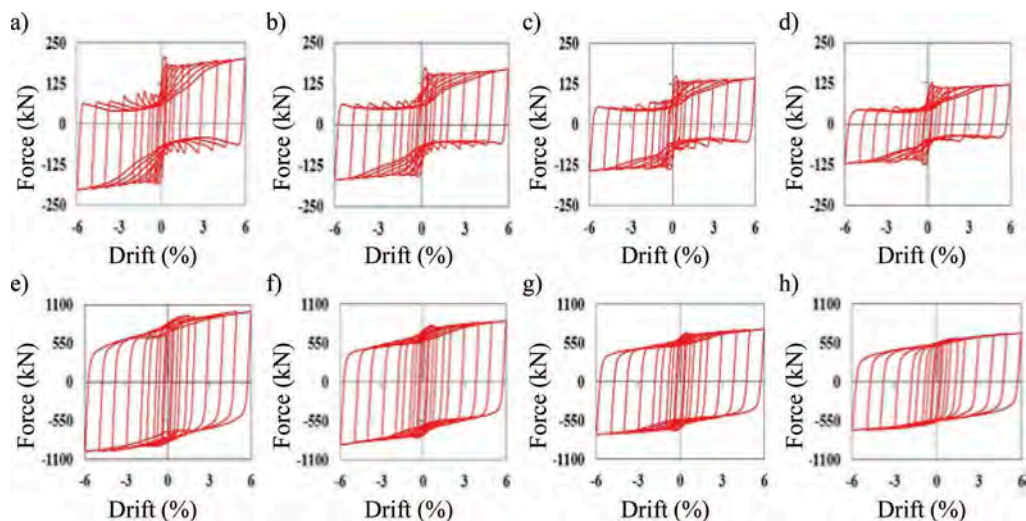 a)
250
125
0
-125
-250
-6 -3 0 3 6
Force (kN)
Drift (%)
b)
250
125
0
-125
-250
-6 -3 0 3 6
Force (kN)
Drift (%)
c)
250
125
0
-125
-250
-6 -3 0 3 6
Force (kN)
Drift (%)
d)
250
125
0
-125
-250
-6 -3 0 3 6
Force (kN)
Drift (%)
e)
1100
550
0
-550
-1100
-6 -3 0 3 6
Force (kN)
Drift (%)
f)
1100
550
0
-550
-1100
-6 -3 0 3 6
Force (kN)
Drift (%)
g)
1100
550
0
-550
-1100
-6 -3 0 3 6
Force (kN)
Drift (%)
h)
1100
550
0
-550
-1100
-6 -3 0 3 6
Force (kN)
Drift (%)